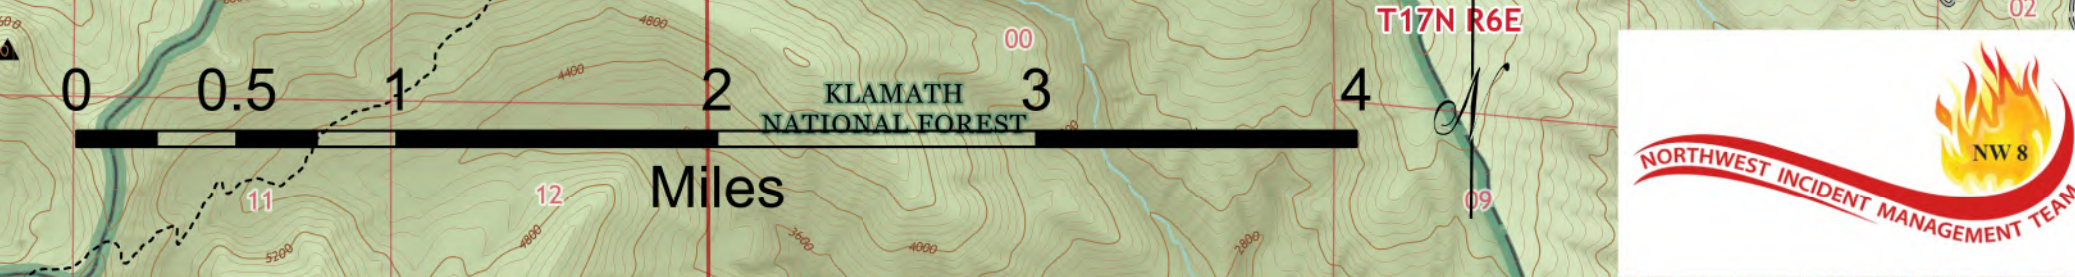 4800
T17N R6E
02
00
0 0.5 1 2 3 4
4400
KLAMATH
NATIONAL FOREST
N
Miles
11
12
09
5200
4800
3600
4000
2800
NW 8
NORTHWEST INCIDENT MANAGEMENT TEAM